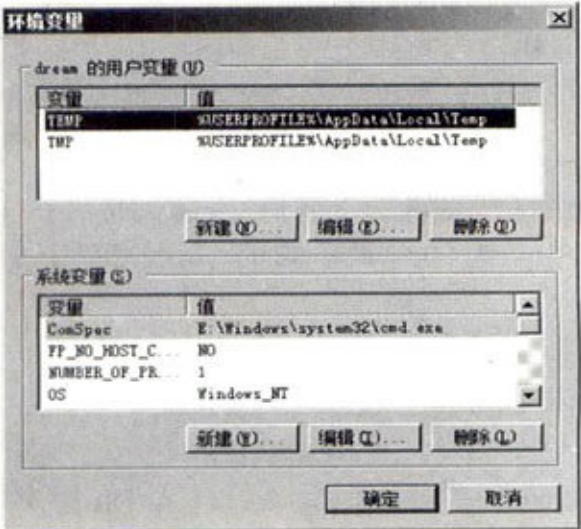 环境变量
dream 的用户变量(U)
变量 值
TEMP %USERPROFILE%\AppData\Local\Temp
TMP %USERPROFILE%\AppData\Local\Temp
新建(N)... 编辑(E)... 删除(D)
系统变量(S)
变量 值
ComSpec E:\Windows\system32\cmd.exe
FP_NO_HOST_C... NO
NUMBER_OF_PR... 1
OS Windows_NT
新建(W)... 编辑(I)... 删除(L)
确定 取消